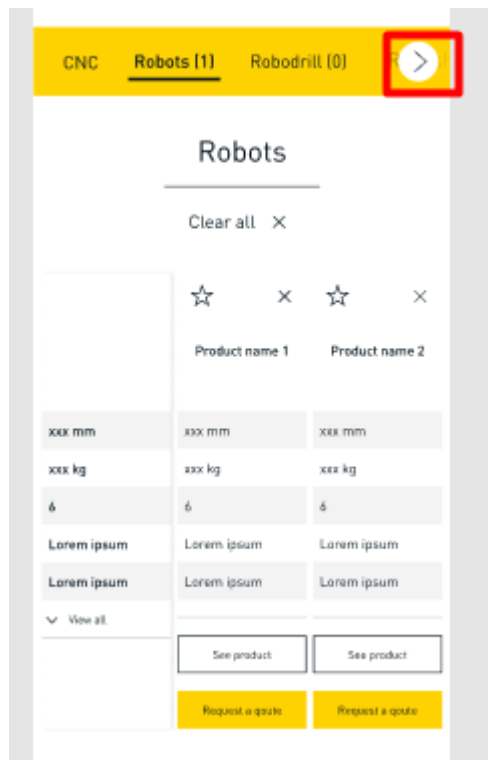 CNC Robots (1) Robodrill (0) R
Robots
Clear all
Product name 1 Product name 2
xxx mm xxx mm xxx mm
xxx kg xxx kg xxx kg
6 6 6
Lorem ipsum Lorem ipsum Lorem ipsum
Lorem ipsum Lorem ipsum Lorem ipsum
View all
See product See product
Request a qoute Request a qoute